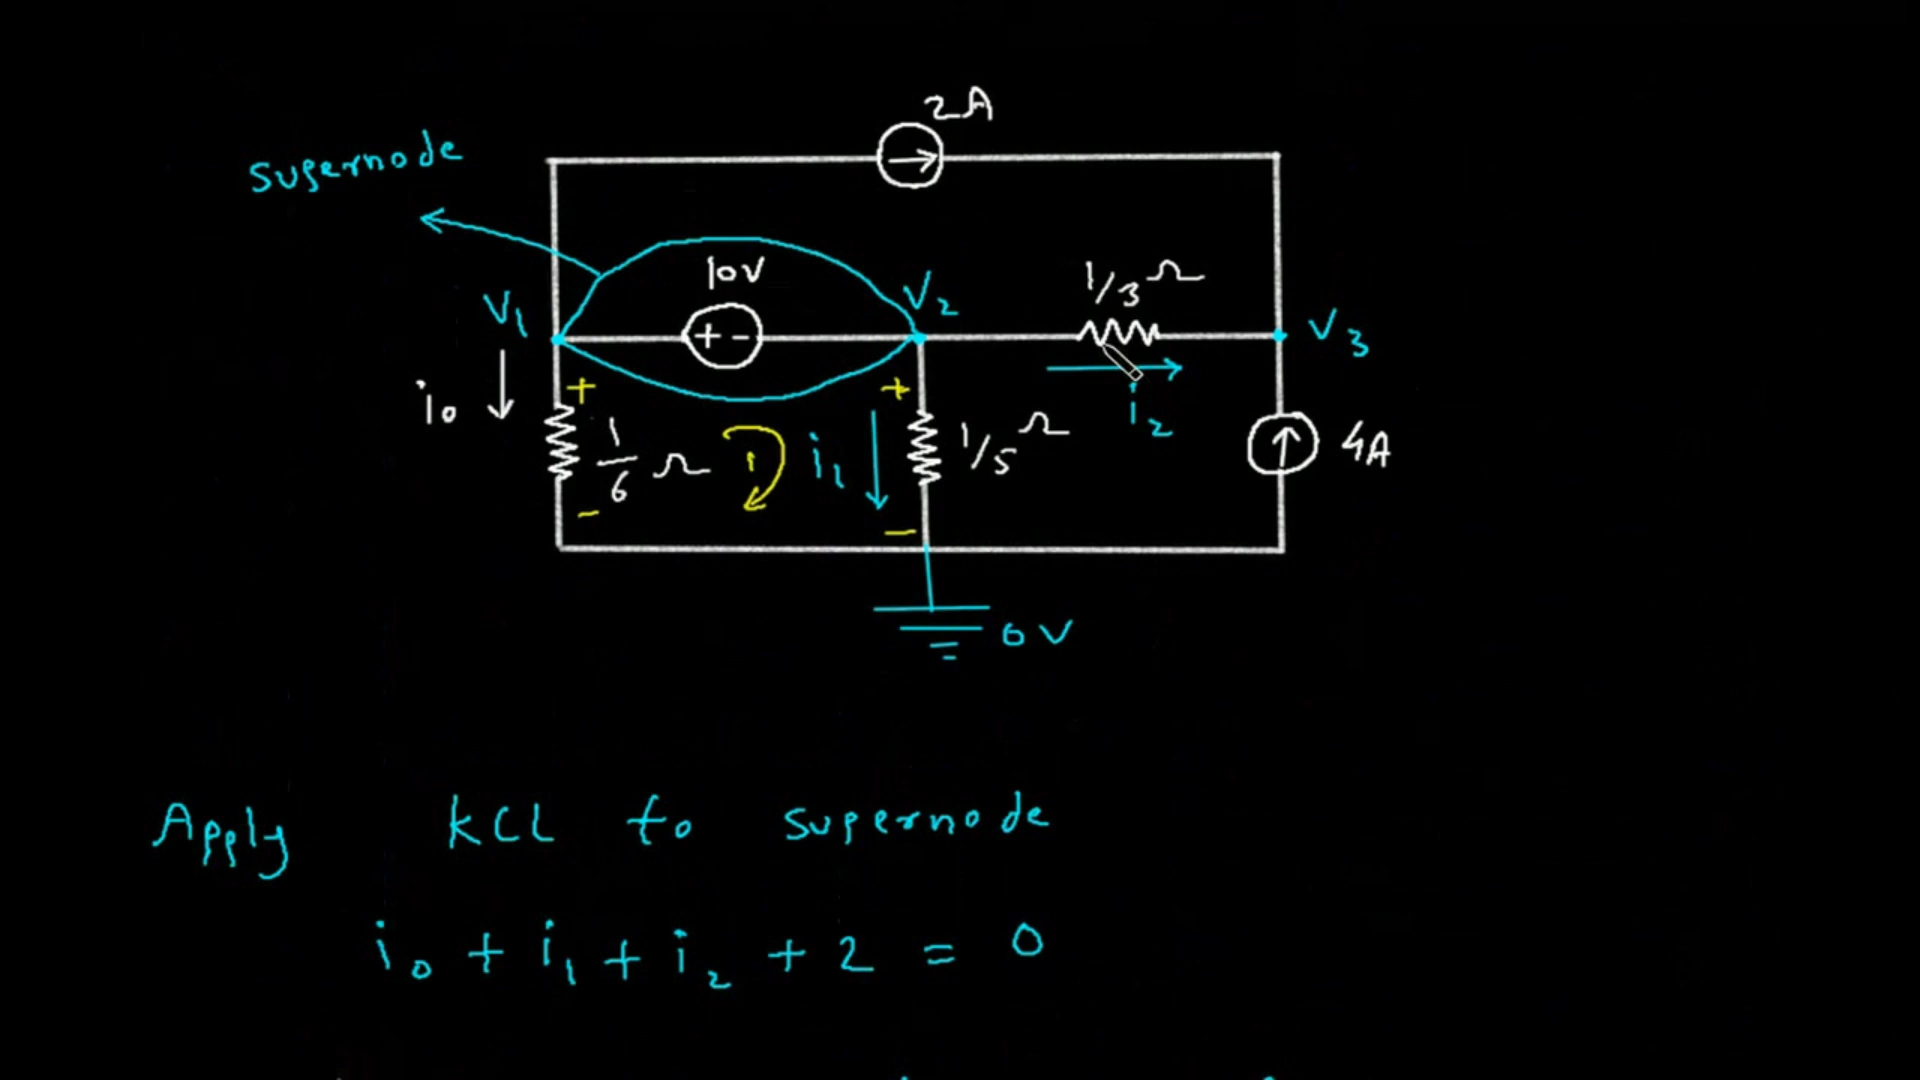 2A
supernode
10V
V1
V2
1/3 Ω
V3
i0
+
+
i2
1/6 Ω
i1
1/5 Ω
4A
-
-
0V
Apply KCL to supernode
i0 + i1 + i2 + 2 = 0